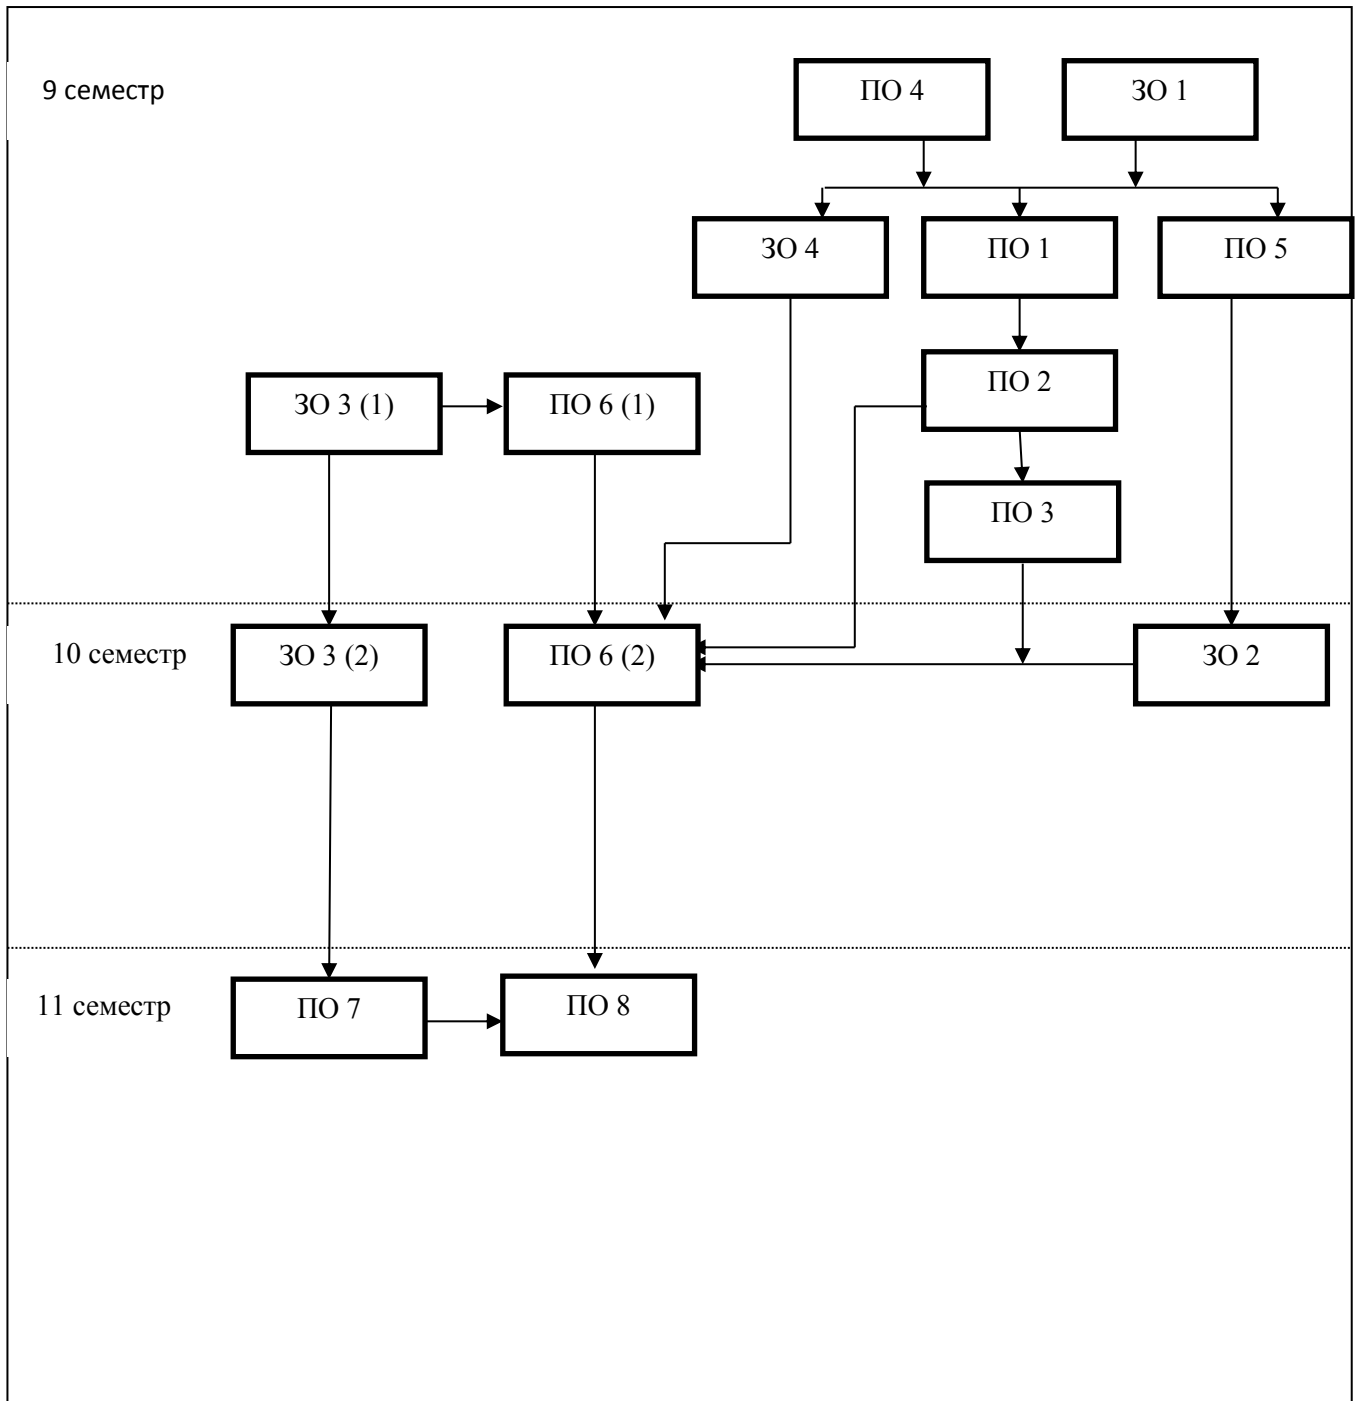 9 семестр
ПО 4
ЗО 1
ЗО 4
ПО 1
ПО 5
ПО 2
ЗО 3 (1)
ПО 6 (1)
ПО 3
10 семестр
ЗО 3 (2)
ПО 6 (2)
ЗО 2
11 семестр
ПО 7
ПО 8